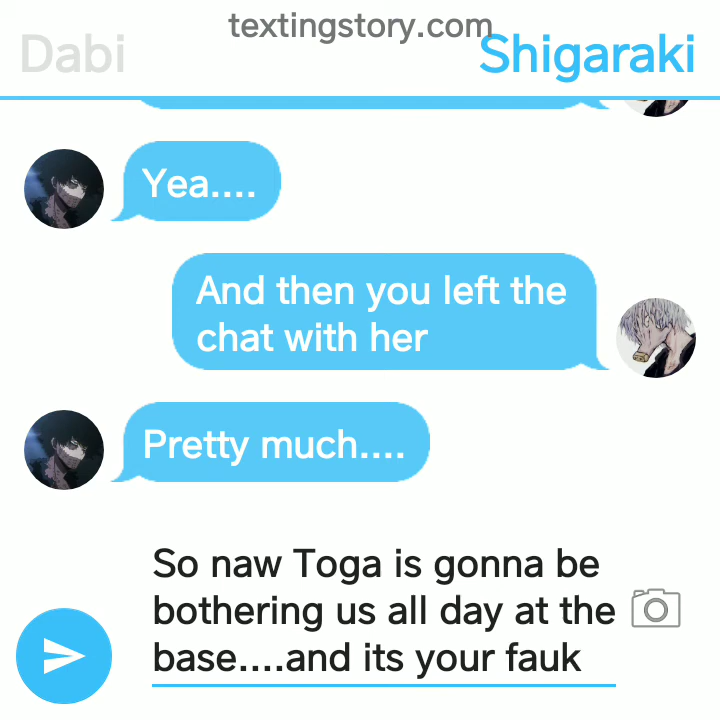 textingstory.com
Dabi
Shigaraki
Yea....
And then you left the
chat with her
Pretty much....
So naw Toga is gonna be
bothering us all day at the
base....and its your fauk